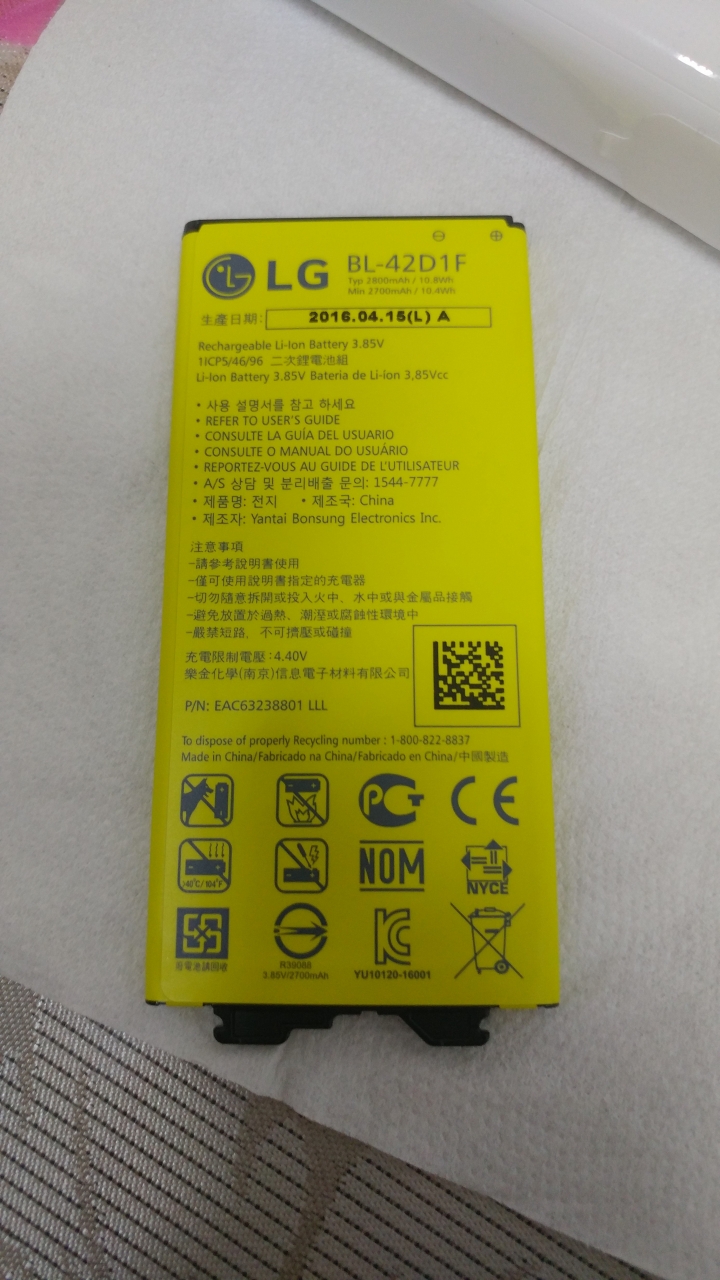 LG
BL-42D1F
Typ 2800mAh / 10.8Wh
Min 2700mAh / 10.4Wh
生產日期: 2016.04.15(L) A
Rechargeable Li-Ion Battery 3.85V
1ICP5/46/96 二次鋰電池組
Li-Ion Battery 3.85V Bateria de Li-íon 3,85Vcc
• 사용 설명서를 참고 하세요
• REFER TO USER'S GUIDE
• CONSULTE LA GUÍA DEL USUARIO
• CONSULTE O MANUAL DO USUÁRIO
• REPORTEZ-VOUS AU GUIDE DE L'UTILISATEUR
• A/S 상담 및 분리배출 문의: 1544-7777
• 제품명: 전지 • 제조국: China
• 제조자: Yantai Bonsung Electronics Inc.
注意事項
-請參考說明書使用
-僅可使用說明書指定的充電器
-切勿隨意拆開或投入火中、水中或與金屬品接觸
-避免放置於過熱、潮溼或腐蝕性環境中
-嚴禁短路, 不可擠壓或碰撞
充電限制電壓:4.40V
樂金化學(南京)信息電子材料有限公司
P/N: EAC63238801 LLL
To dispose of properly Recycling number : 1-800-822-8837
Made in China/Fabricado na China/Fabricado en China/中國製造
PCT CE
>40°C/104°F NOM NYCE
廢電池請回收
R39088
3.85V/2700mAh
YU10120-16001